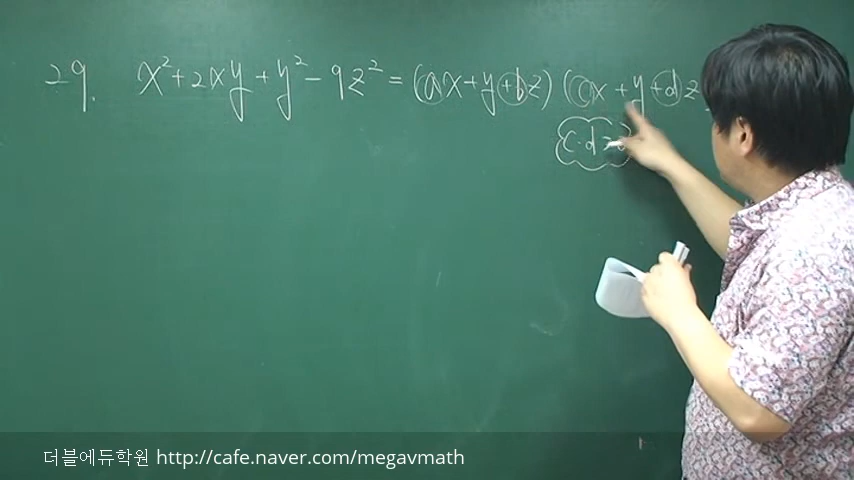 29. x²+2xy+y²-9z²=(ax+y+bz)(cx+y+dz
c·d>
더블에듀학원 http://cafe.naver.com/megavmath